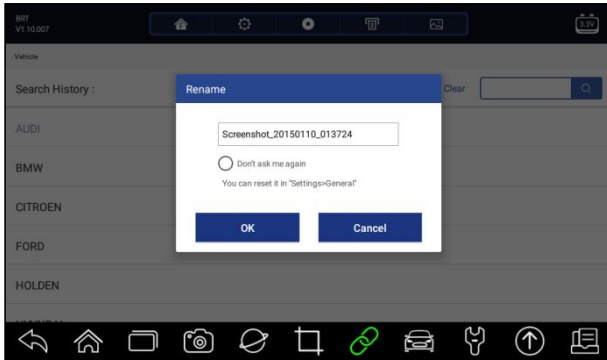 BRT
V1.10.007
3.3V
Vehicle
Search History :
Clear
Rename
Screenshot_20150110_013724
Don't ask me again
You can reset it in "Settings>General"
OK
Cancel
AUDI
BMW
CITROEN
FORD
HOLDEN